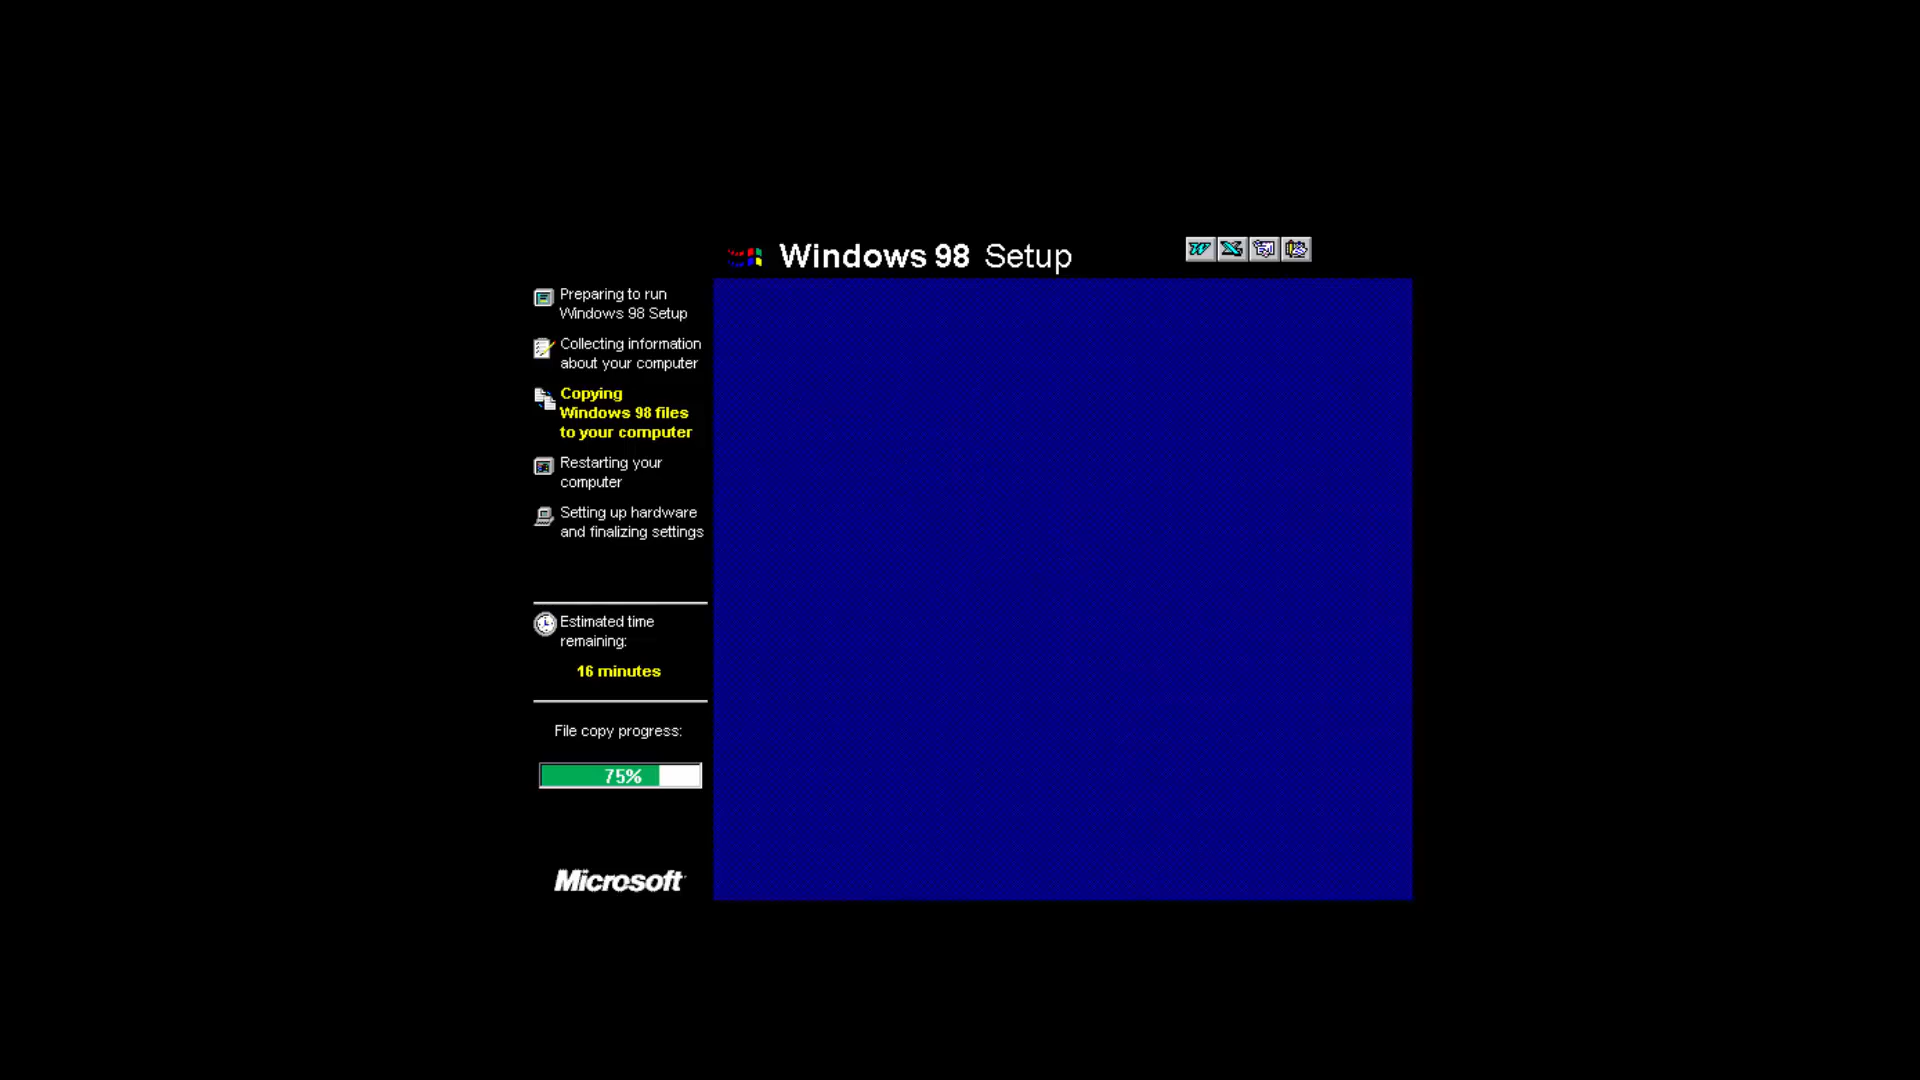 Windows 98 Setup
Preparing to run
Windows 98 Setup
Collecting information
about your computer
Copying
Windows 98 files
to your computer
Restarting your
computer
Setting up hardware
and finalizing settings
Estimated time
remaining:
16 minutes
File copy progress:
75%
Microsoft